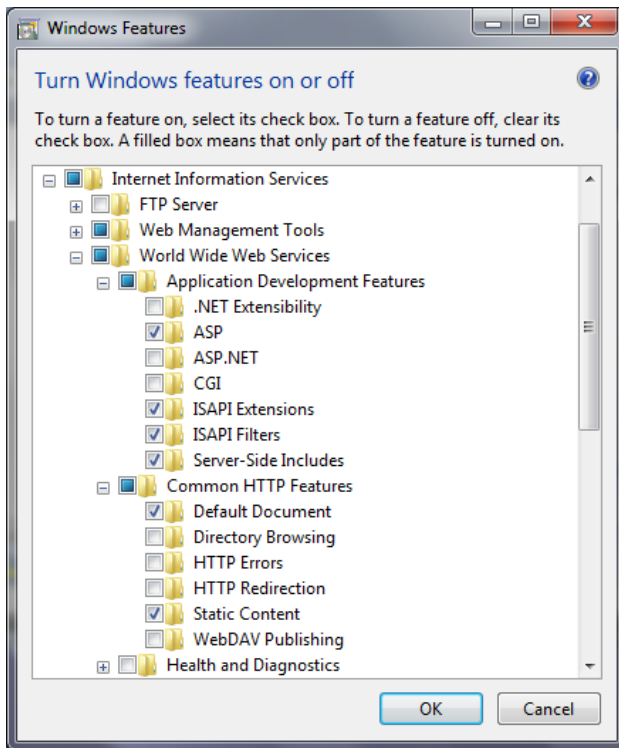 Windows Features
Turn Windows features on or off
To turn a feature on, select its check box. To turn a feature off, clear its
check box. A filled box means that only part of the feature is turned on.
Internet Information Services
FTP Server
Web Management Tools
World Wide Web Services
Application Development Features
.NET Extensibility
ASP
ASP.NET
CGI
ISAPI Extensions
ISAPI Filters
Server-Side Includes
Common HTTP Features
Default Document
Directory Browsing
HTTP Errors
HTTP Redirection
Static Content
WebDAV Publishing
Health and Diagnostics
OK Cancel